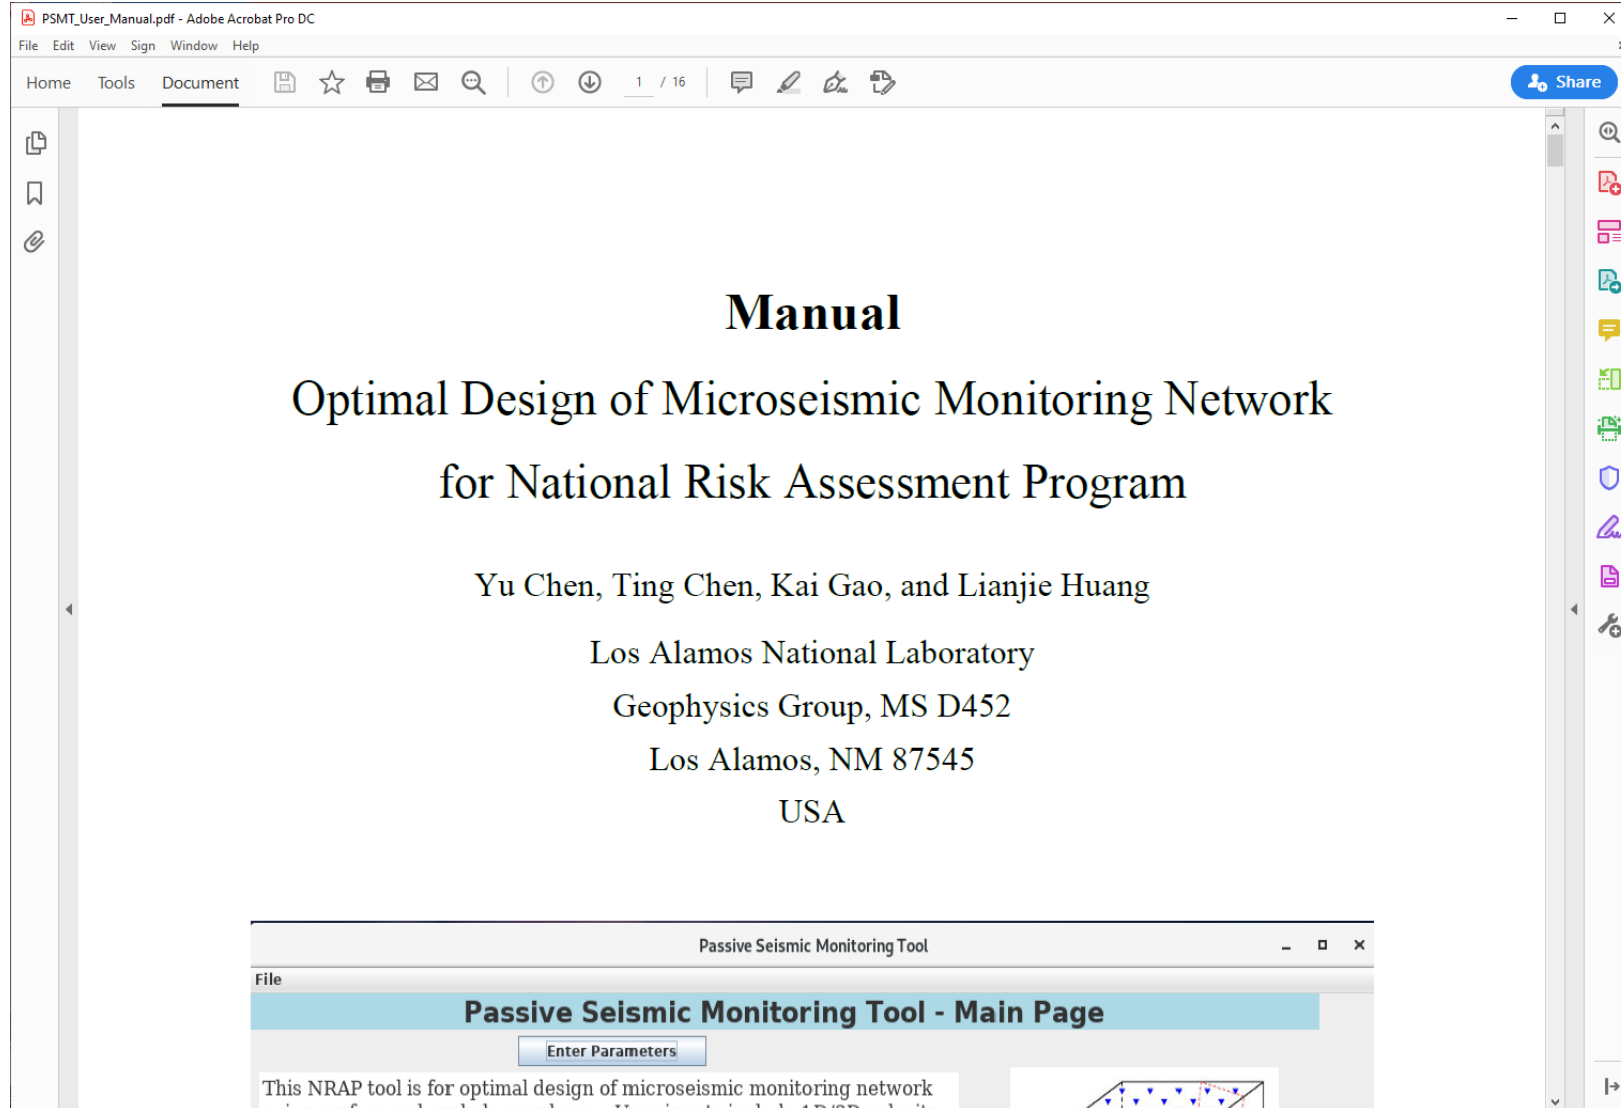 PSMT_User_Manual.pdf - Adobe Acrobat Pro DC
File Edit View Sign Window Help
Home Tools Document 1 / 16 Share
Manual
Optimal Design of Microseismic Monitoring Network
for National Risk Assessment Program
Yu Chen, Ting Chen, Kai Gao, and Lianjie Huang
Los Alamos National Laboratory
Geophysics Group, MS D452
Los Alamos, NM 87545
USA
Passive Seismic Monitoring Tool
File
Passive Seismic Monitoring Tool - Main Page
Enter Parameters
This NRAP tool is for optimal design of microseismic monitoring network